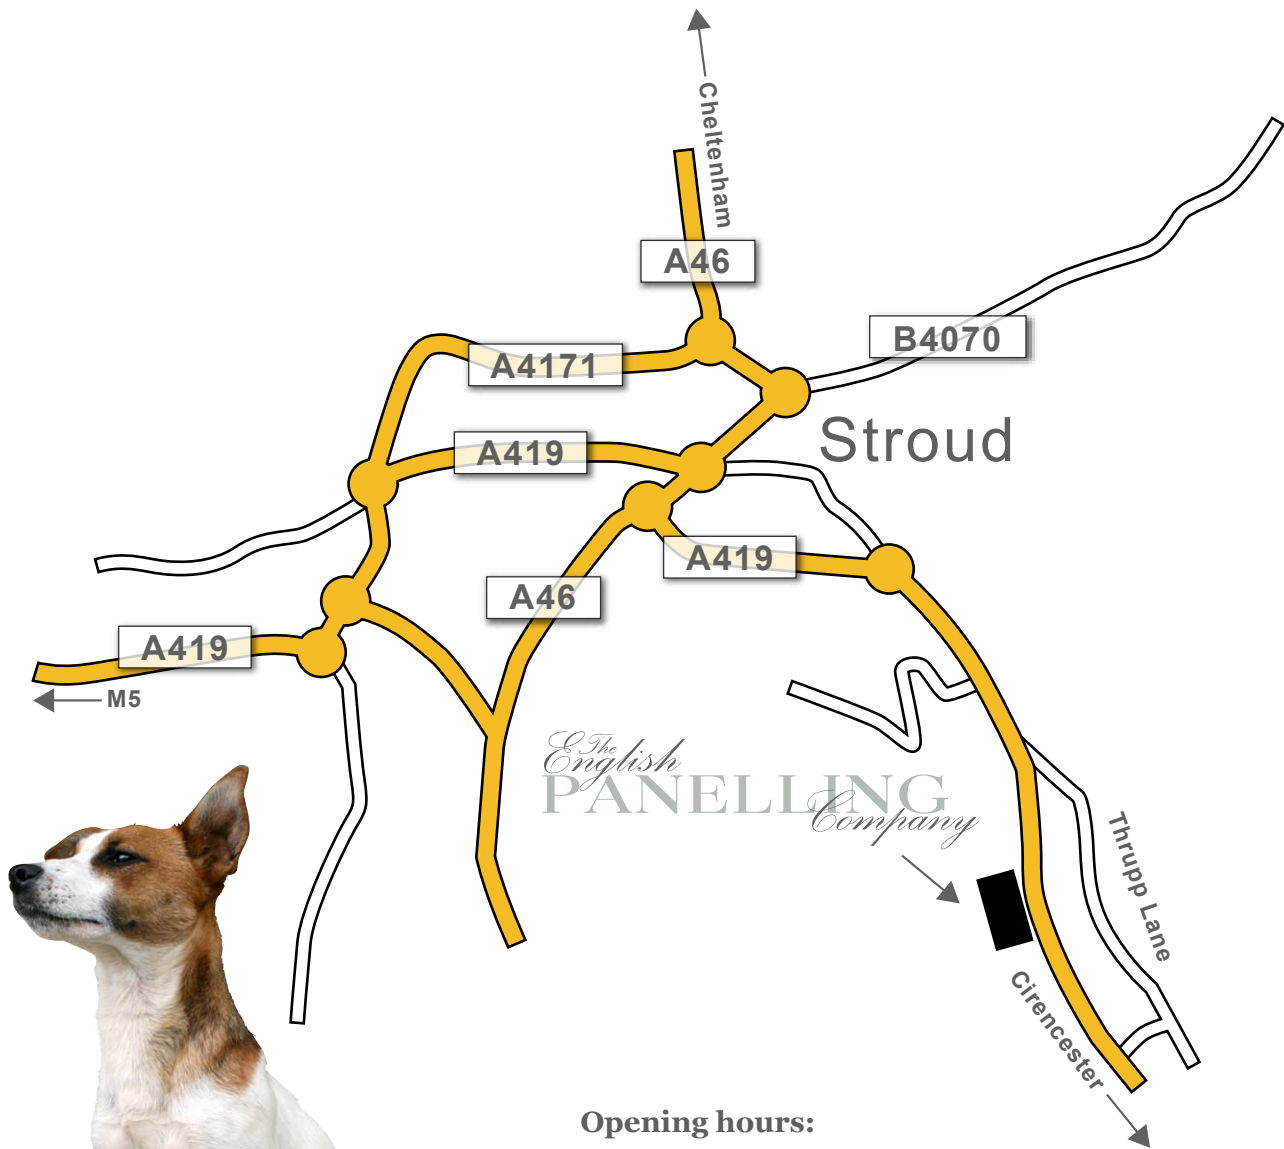 Cheltenham
A46
B4070
A4171
Stroud
A419
A419
A46
A419
M5
The
English
PANELLING
Company
Thrupp Lane
Cirencester
Opening hours: